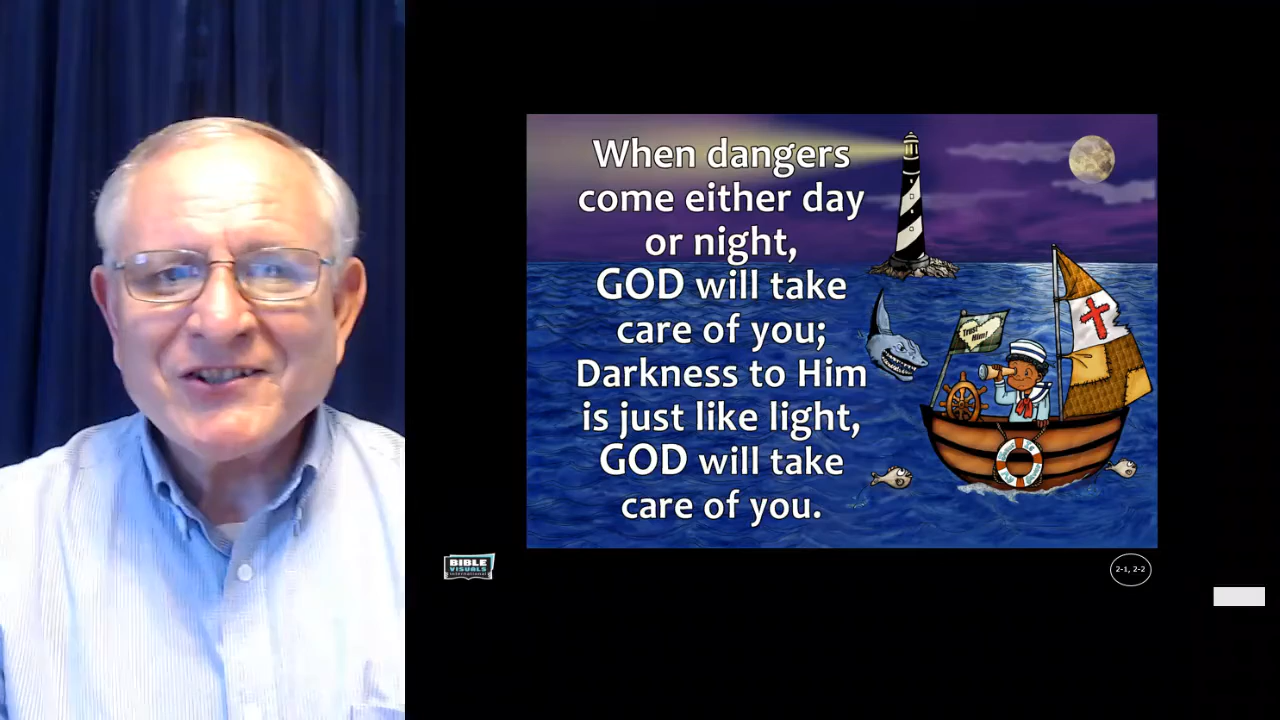 When dangers
come either day
or night,
GOD will take
care of you;
Darkness to Him
is just like light,
GOD will take
care of you.
Trust
Him!
BIBLE
VISUALS
international
2-1, 2-2